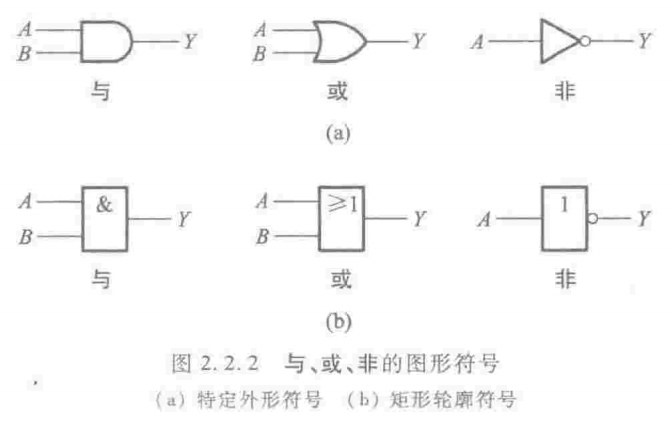 A B Y A B Y A Y
与 或 非
(a)
A B & Y A B ≥1 Y A 1 Y
与 或 非
(b)
图 2.2.2 与、或、非的图形符号
(a) 特定外形符号 (b) 矩形轮廓符号